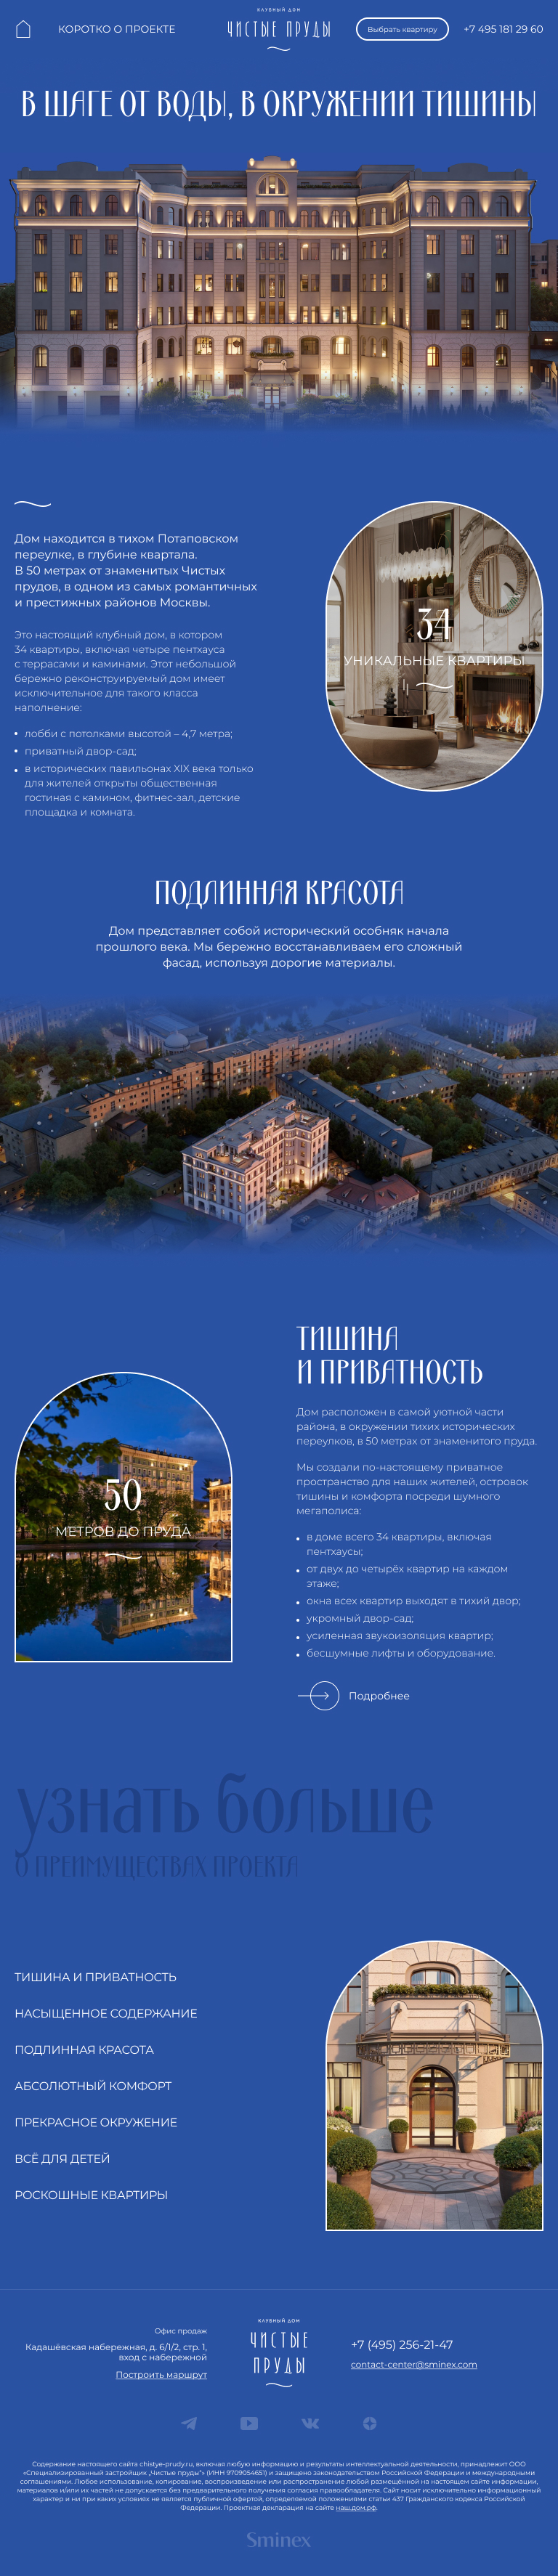 КОРОТКО О ПРОЕКТЕ
КЛУБНЫЙ ДОМ
ЧИСТЫЕ ПРУДЫ
Выбрать квартиру
+7 495 181 29 60
В ШАГЕ ОТ ВОДЫ, В ОКРУЖЕНИИ ТИШИНЫ
Дом находится в тихом Потаповском
переулке, в глубине квартала.
В 50 метрах от знаменитых Чистых
прудов, в одном из самых романтичных
и престижных районов Москвы.
Это настоящий клубный дом, в котором
34 квартиры, включая четыре пентхауса
с террасами и каминами. Этот небольшой
бережно реконструируемый дом имеет
исключительное для такого класса
наполнение:
• лобби с потолками высотой – 4,7 метра;
• приватный двор-сад;
• в исторических павильонах XIX века только
для жителей открыты общественная
гостиная с камином, фитнес-зал, детские
площадка и комната.
34
УНИКАЛЬНЫЕ КВАРТИРЫ
ПОДЛИННАЯ КРАСОТА
Дом представляет собой исторический особняк начала
прошлого века. Мы бережно восстанавливаем его сложный
фасад, используя дорогие материалы.
50
МЕТРОВ ДО ПРУДА
ТИШИНА
И ПРИВАТНОСТЬ
Дом расположен в самой уютной части
района, в окружении тихих исторических
переулков, в 50 метрах от знаменитого пруда.
Мы создали по-настоящему приватное
пространство для наших жителей, островок
тишины и комфорта посреди шумного
мегаполиса:
• в доме всего 34 квартиры, включая
пентхаусы;
• от двух до четырёх квартир на каждом
этаже;
• окна всех квартир выходят в тихий двор;
• укромный двор-сад;
• усиленная звукоизоляция квартир;
• бесшумные лифты и оборудование.
Подробнее
узнать больше
О ПРЕИМУЩЕСТВАХ ПРОЕКТА
ТИШИНА И ПРИВАТНОСТЬ
НАСЫЩЕННОЕ СОДЕРЖАНИЕ
ПОДЛИННАЯ КРАСОТА
АБСОЛЮТНЫЙ КОМФОРТ
ПРЕКРАСНОЕ ОКРУЖЕНИЕ
ВСЁ ДЛЯ ДЕТЕЙ
РОСКОШНЫЕ КВАРТИРЫ
Офис продаж
Кадашёвская набережная, д. 6/1/2, стр. 1,
вход с набережной
Построить маршрут
КЛУБНЫЙ ДОМ
ЧИСТЫЕ
ПРУДЫ
+7 (495) 256-21-47
contact-center@sminex.com
Содержание настоящего сайта chistye-prudy.ru, включая любую информацию и результаты интеллектуальной деятельности, принадлежит ООО
«Специализированный застройщик „Чистые пруды“» (ИНН 9709054651) и защищено законодательством Российской Федерации и международными
соглашениями. Любое использование, копирование, воспроизведение или распространение любой размещённой на настоящем сайте информации,
материалов и/или их частей не допускается без предварительного получения согласия правообладателя. Сайт носит исключительно информационный
характер и ни при каких условиях не является публичной офертой, определяемой положениями статьи 437 Гражданского кодекса Российской
Федерации. Проектная декларация на сайте наш.дом.рф.
Sminex